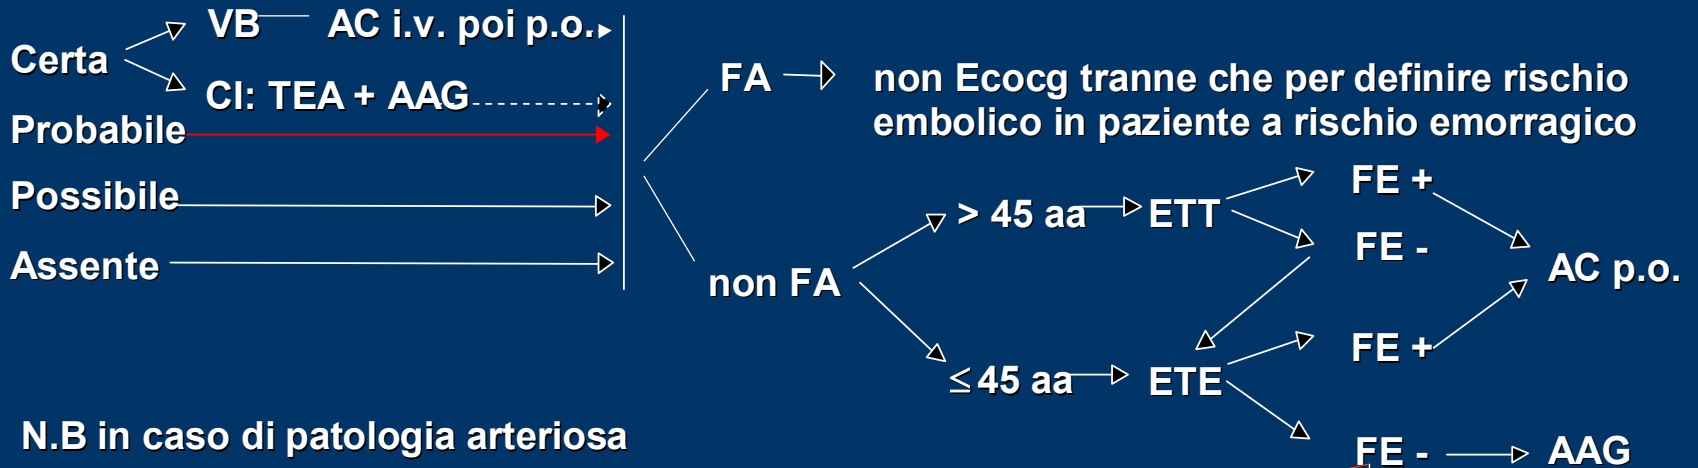 VB AC i.v. poi p.o.
Certa
CI: TEA + AAG
Probabile
Possibile
Assente
FA
non Ecocg tranne che per definire rischio
embolico in paziente a rischio emorragico
non FA
> 45 aa
ETT
FE +
FE -
AC p.o.
≤ 45 aa
ETE
FE +
FE -
AAG
N.B in caso di patologia arteriosa